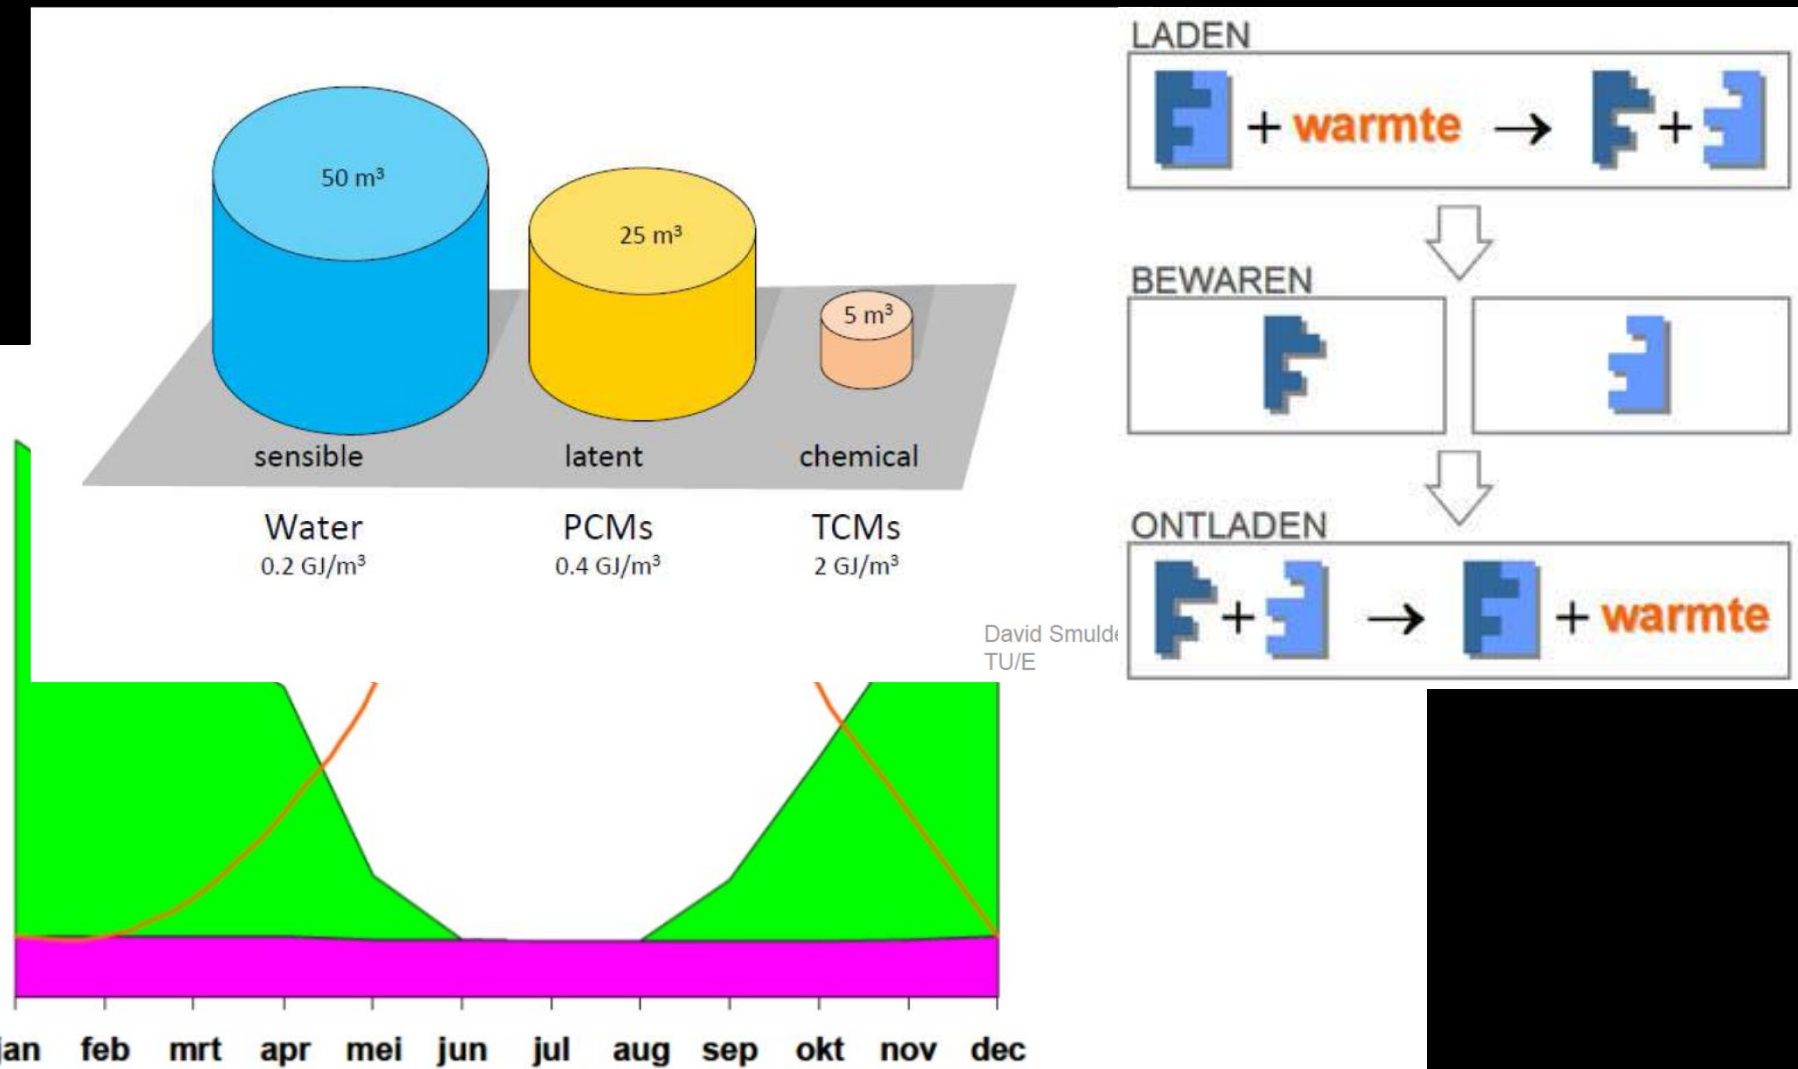 50 m³
25 m³
5 m³
sensible latent chemical
Water PCMs TCMs
0.2 GJ/m³ 0.4 GJ/m³ 2 GJ/m³
David
TU/E
LADEN
+ warmte → +
BEWAREN
ONTLADEN
+ → + warmte
jan feb mrt apr mei jun jul aug sep okt nov dec